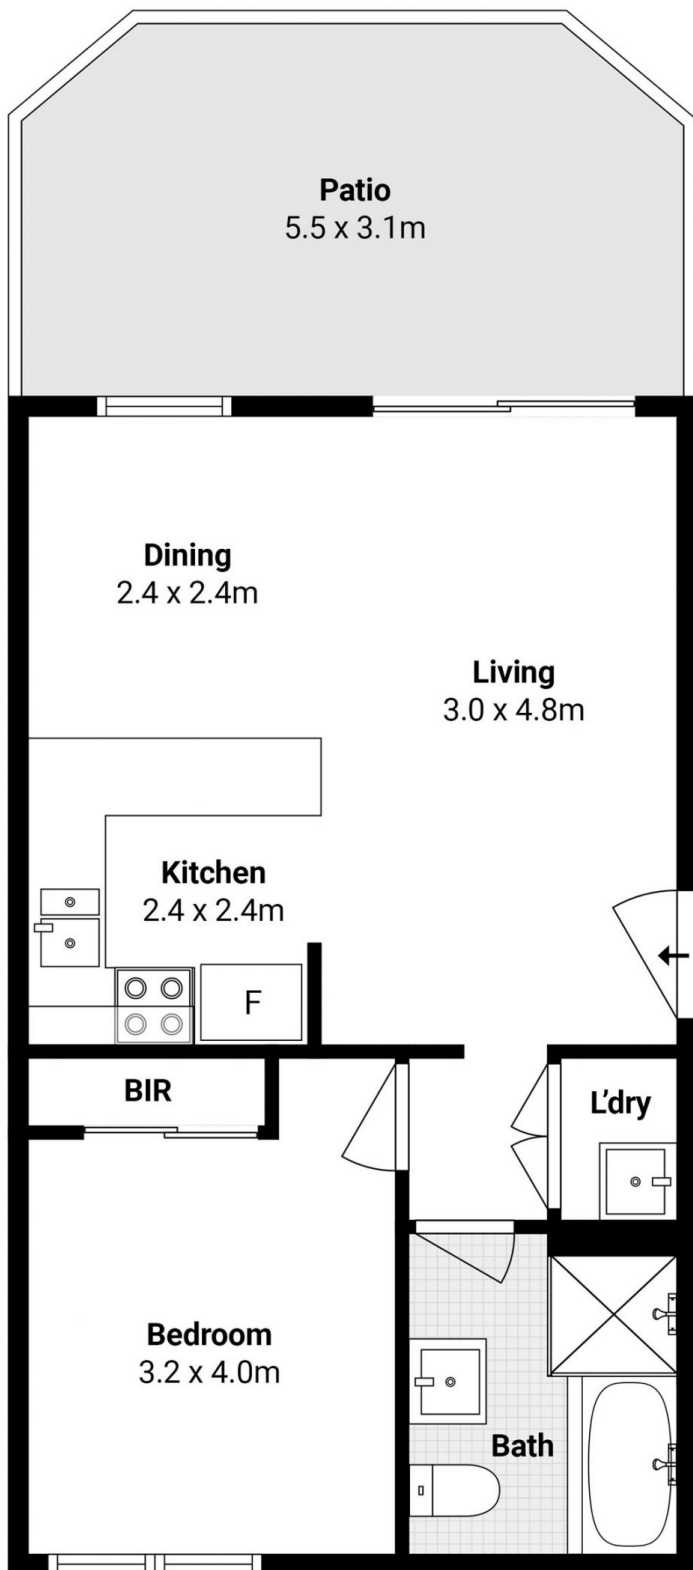 Patio
5.5 x 3.1m
Dining
2.4 x 2.4m
Living
3.0 x 4.8m
Kitchen
2.4 x 2.4m
F
BIR
L'dry
Bedroom
3.2 x 4.0m
Bath